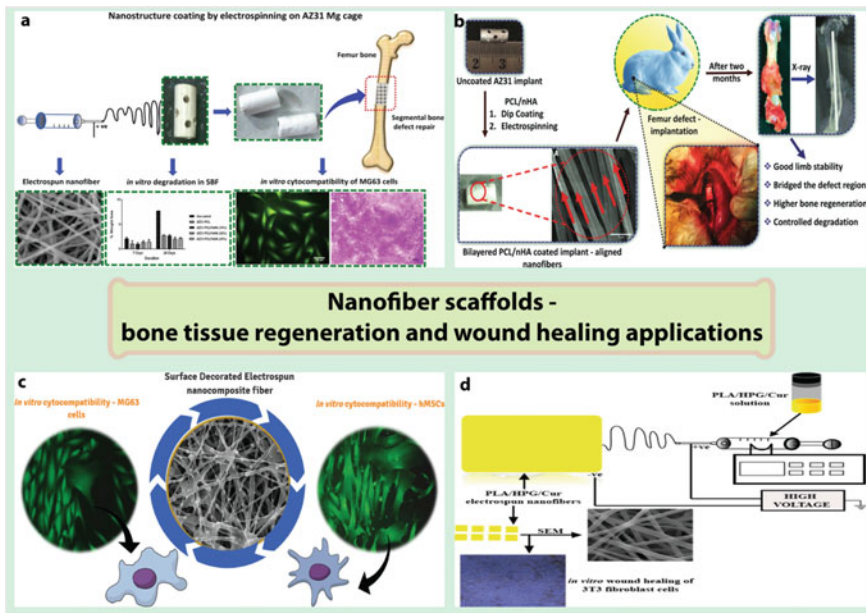 a
Nanostructure coating by electrospinning on AZ31 Mg cage
Femur bone
+ ve
Segmental bone
defect repair
Electrospun nanofiber
in vitro degradation in SBF
in vitro cytocompatibility of MG63 cells
b
2 3
Uncoated AZ31 implant
PCL/nHA
1. Dip Coating
2. Electrospinning
Femur defect -
implantation
After two
months
X-ray
Good limb stability
Bridged the defect region
Higher bone regeneration
Controlled degradation
Bilayered PCL/nHA coated implant - aligned
nanofibers
Nanofiber scaffolds -
bone tissue regeneration and wound healing applications
c
Surface Decorated Electrospun
nanocomposite fiber
In vitro cytocompatibility - MG63
cells
In vitro cytocompatibility - hMSCs
d
PLA/HPG/Cur
solution
+ve
-ve
PLA/HPG/Cur
electrospun nanofibers
HIGH
VOLTAGE
SEM
in vitro wound healing of
3T3 fibroblast cells